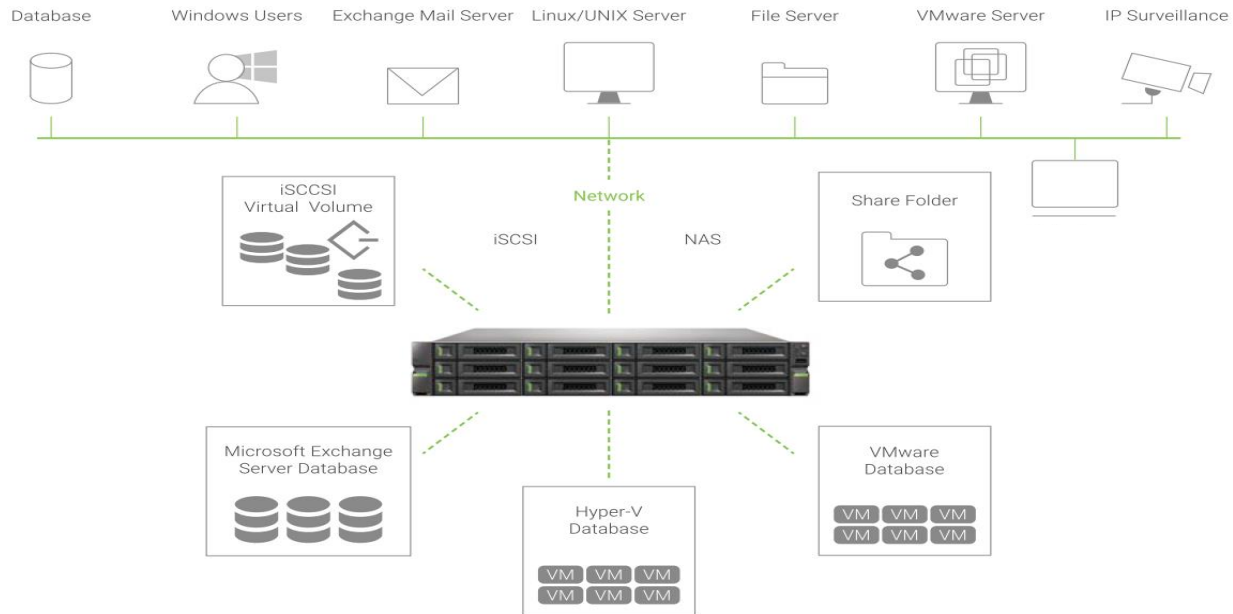 Database
Windows Users
Exchange Mail Server
Linux/UNIX Server
File Server
VMware Server
IP Surveillance
iSCCSI
Virtual Volume
Network
Share Folder
iSCSI
NAS
Microsoft Exchange
Server Database
VMware
Database
VM VM VM
VM VM VM
Hyper-V
Database
VM VM VM
VM VM VM